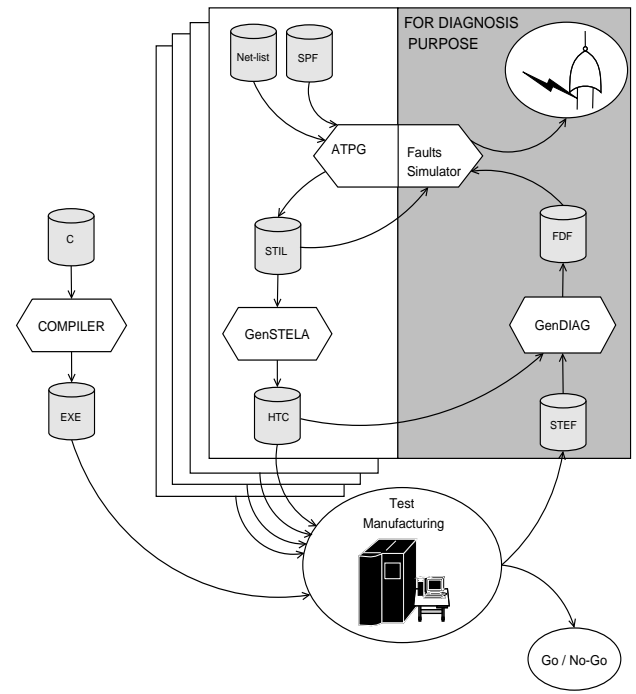 FOR DIAGNOSIS
PURPOSE
Net-list
SPF
ATPG
Faults
Simulator
C
STIL
FDF
COMPILER
GenSTELA
GenDIAG
EXE
HTC
STEF
Test
Manufacturing
Go / No-Go